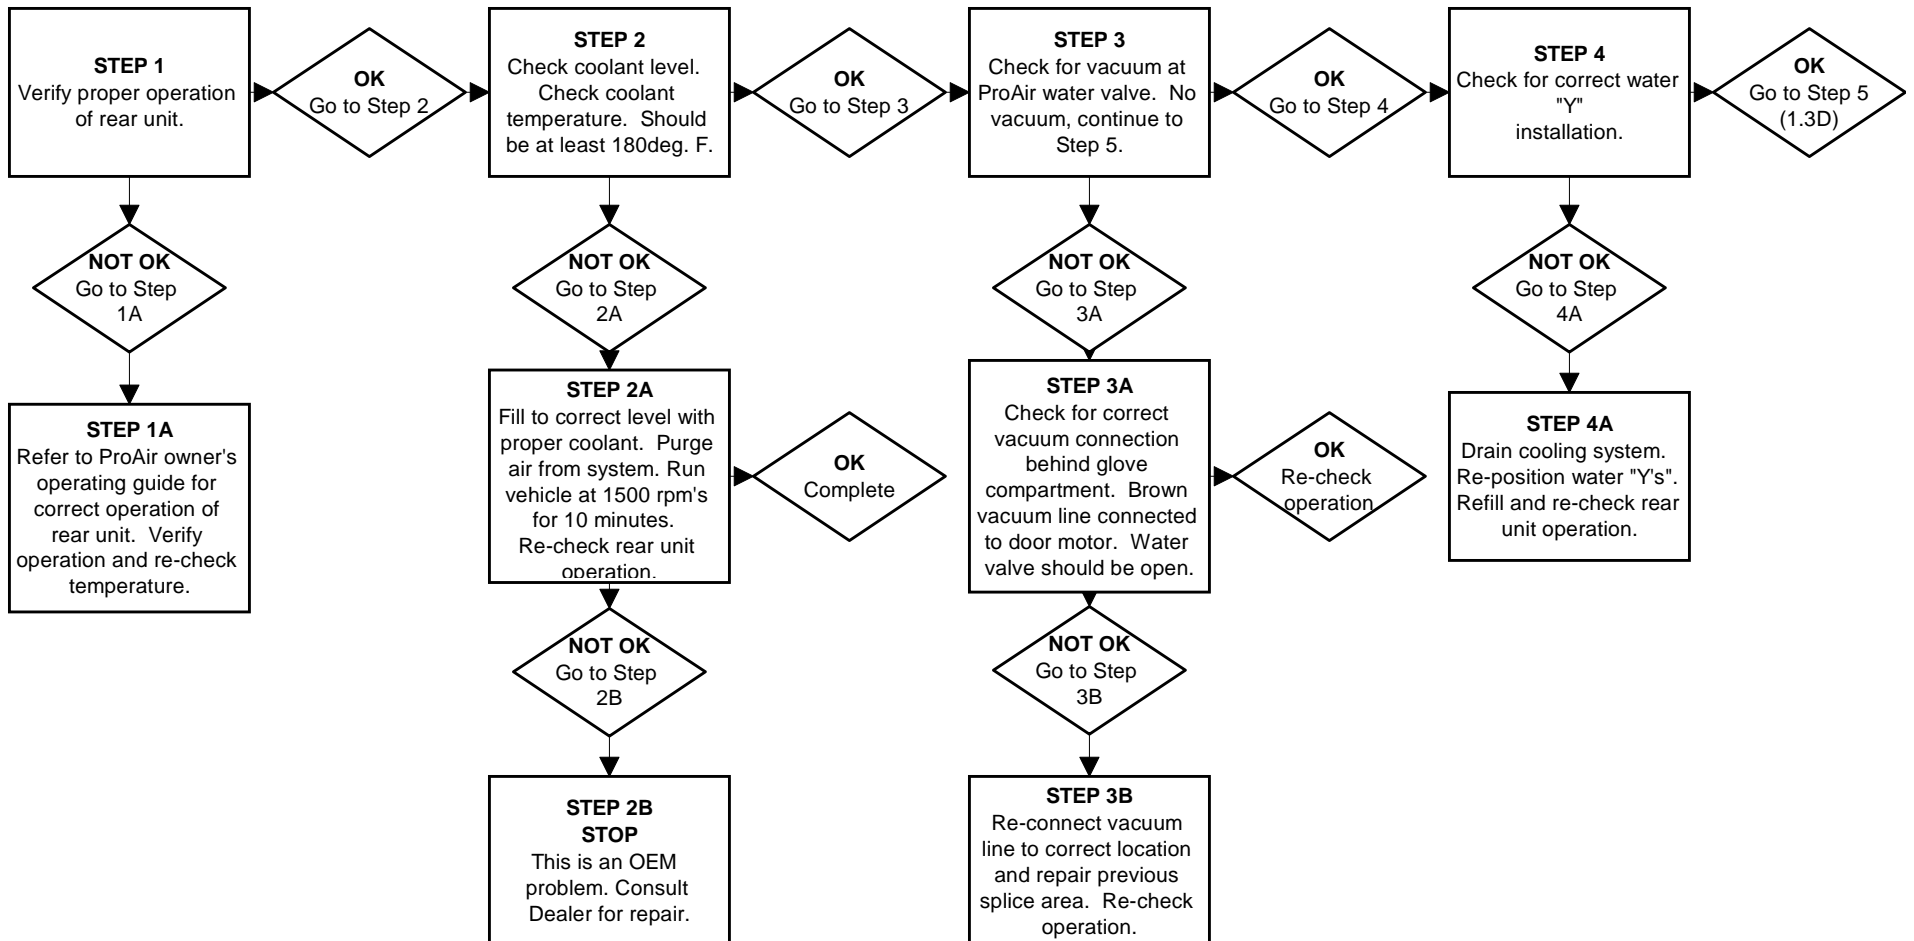 STEP 1
Verify proper operation
of rear unit.
OK
Go to Step 2
STEP 2
Check coolant level.
Check coolant
temperature.  Should
be at least 180deg. F.
OK
Go to Step 3
STEP 3
Check for vacuum at
ProAir water valve.  No
vacuum, continue to
Step 5.
OK
Go to Step 4
STEP 4
Check for correct water
"Y"
installation.
OK
Go to Step 5
(1.3D)
NOT OK
Go to Step
1A
NOT OK
Go to Step
2A
NOT OK
Go to Step
3A
NOT OK
Go to Step
4A
STEP 1A
Refer to ProAir owner's
operating guide for
correct operation of
rear unit.  Verify
operation and re-check
temperature.
STEP 2A
Fill to correct level with
proper coolant.  Purge
air from system. Run
vehicle at 1500 rpm's
for 10 minutes.
Re-check rear unit
operation.
OK
Complete
STEP 3A
Check for correct
vacuum connection
behind glove
compartment.  Brown
vacuum line connected
to door motor.  Water
valve should be open.
OK
Re-check
operation
STEP 4A
Drain cooling system.
Re-position water "Y's".
Refill and re-check rear
unit operation.
NOT OK
Go to Step
2B
NOT OK
Go to Step
3B
STEP 2B
STOP
This is an OEM
problem. Consult
Dealer for repair.
STEP 3B
Re-connect vacuum
line to correct location
and repair previous
splice area.  Re-check
operation.